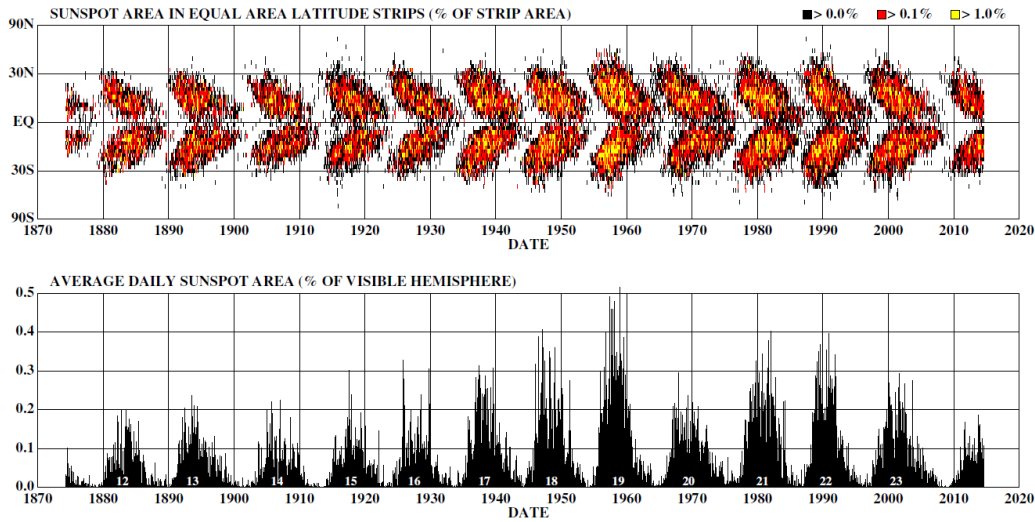 SUNSPOT AREA IN EQUAL AREA LATITUDE STRIPS (% OF STRIP AREA) > 0.0% > 0.1% > 1.0%
90N
30N
EQ
30S
90S
1870 1880 1890 1900 1910 1920 1930 1940 1950 1960 1970 1980 1990 2000 2010 2020
DATE
AVERAGE DAILY SUNSPOT AREA (% OF VISIBLE HEMISPHERE)
0.5
0.4
0.3
0.2
0.1
12 13 14 15 16 17 18 19 20 21 22 23
0.0
1870 1880 1890 1900 1910 1920 1930 1940 1950 1960 1970 1980 1990 2000 2010 2020
DATE